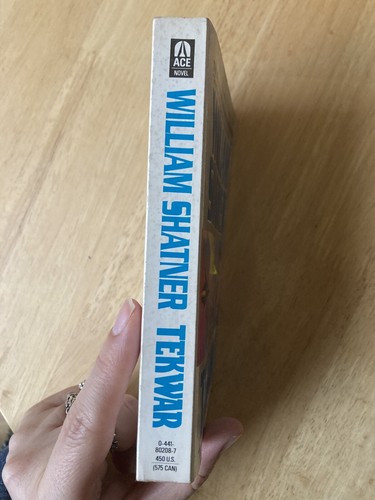 ACE
NOVEL
WILLIAM SHATNER TEKWAR
0-441-
80208-7
450 U.S.
(575 CAN)